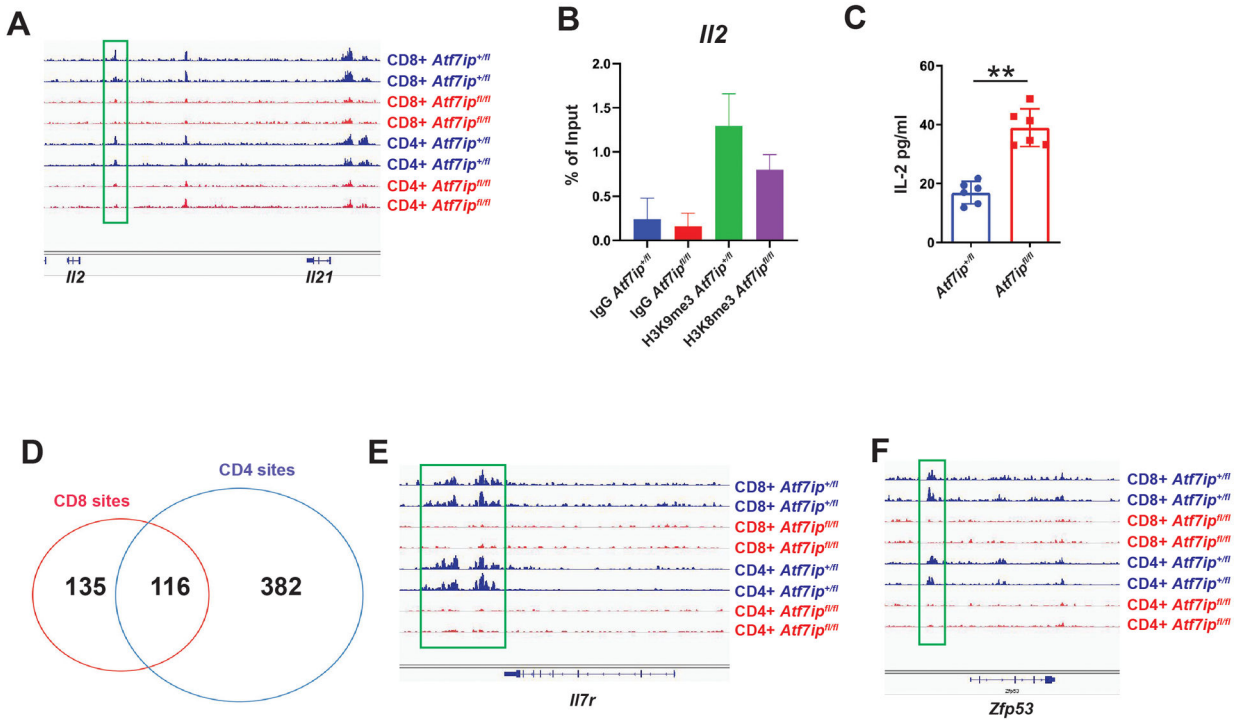 A
CD8+ Atf7ip+/fl
CD8+ Atf7ip+/fl
CD8+ Atf7ipfl/fl
CD8+ Atf7ipfl/fl
CD4+ Atf7ip+/fl
CD4+ Atf7ip+/fl
CD4+ Atf7ipfl/fl
CD4+ Atf7ipfl/fl
Il2
Il21
B
Il2
% of Input
2.0
1.5
1.0
0.5
0.0
IgG Atf7ip+/fl
IgG Atf7ipfl/fl
H3K9me3 Atf7ip+/fl
H3K8me3 Atf7ipfl/fl
C
**
IL-2 pg/ml
60
40
20
0
Atf7ip+/fl
Atf7ipfl/fl
D
CD4 sites
CD8 sites
135
116
382
E
CD8+ Atf7ip+/fl
CD8+ Atf7ip+/fl
CD8+ Atf7ipfl/fl
CD8+ Atf7ipfl/fl
CD4+ Atf7ip+/fl
CD4+ Atf7ip+/fl
CD4+ Atf7ipfl/fl
CD4+ Atf7ipfl/fl
Il7r
F
CD8+ Atf7ip+/fl
CD8+ Atf7ip+/fl
CD8+ Atf7ipfl/fl
CD8+ Atf7ipfl/fl
CD4+ Atf7ip+/fl
CD4+ Atf7ip+/fl
CD4+ Atf7ipfl/fl
CD4+ Atf7ipfl/fl
Zfp53
Zfp53